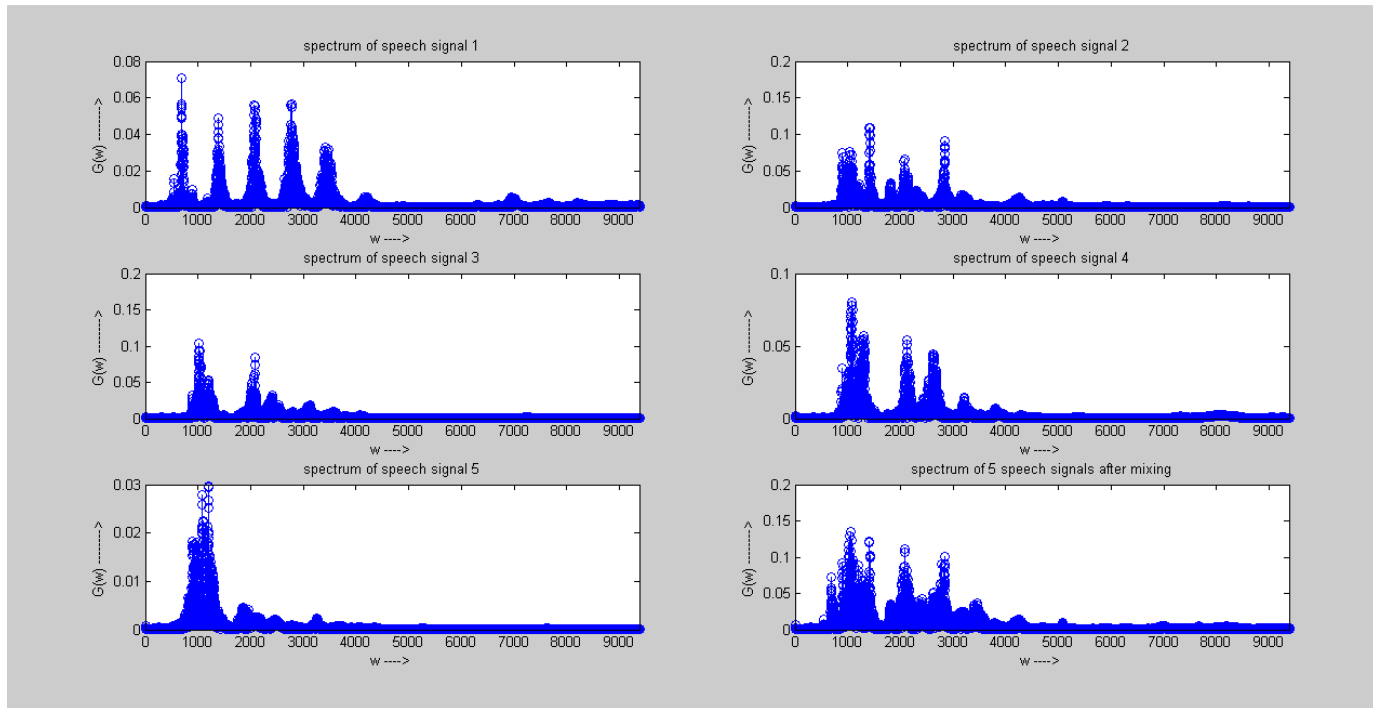 spectrum of speech signal 1
0.08
0.06
0.04
0.02
0
G(w) ------->
0 1000 2000 3000 4000 5000 6000 7000 8000 9000
w ---->
spectrum of speech signal 2
0.2
0.15
0.1
0.05
0
G(w) ------->
0 1000 2000 3000 4000 5000 6000 7000 8000 9000
w ---->
spectrum of speech signal 3
0.2
0.15
0.1
0.05
0
G(w) ------->
0 1000 2000 3000 4000 5000 6000 7000 8000 9000
w ---->
spectrum of speech signal 4
0.1
0.05
0
G(w) ------->
0 1000 2000 3000 4000 5000 6000 7000 8000 9000
w ---->
spectrum of speech signal 5
0.03
0.02
0.01
0
G(w) ------->
0 1000 2000 3000 4000 5000 6000 7000 8000 9000
w ---->
spectrum of 5 speech signals after mixing
0.2
0.15
0.1
0.05
0
G(w) ------->
0 1000 2000 3000 4000 5000 6000 7000 8000 9000
w ---->